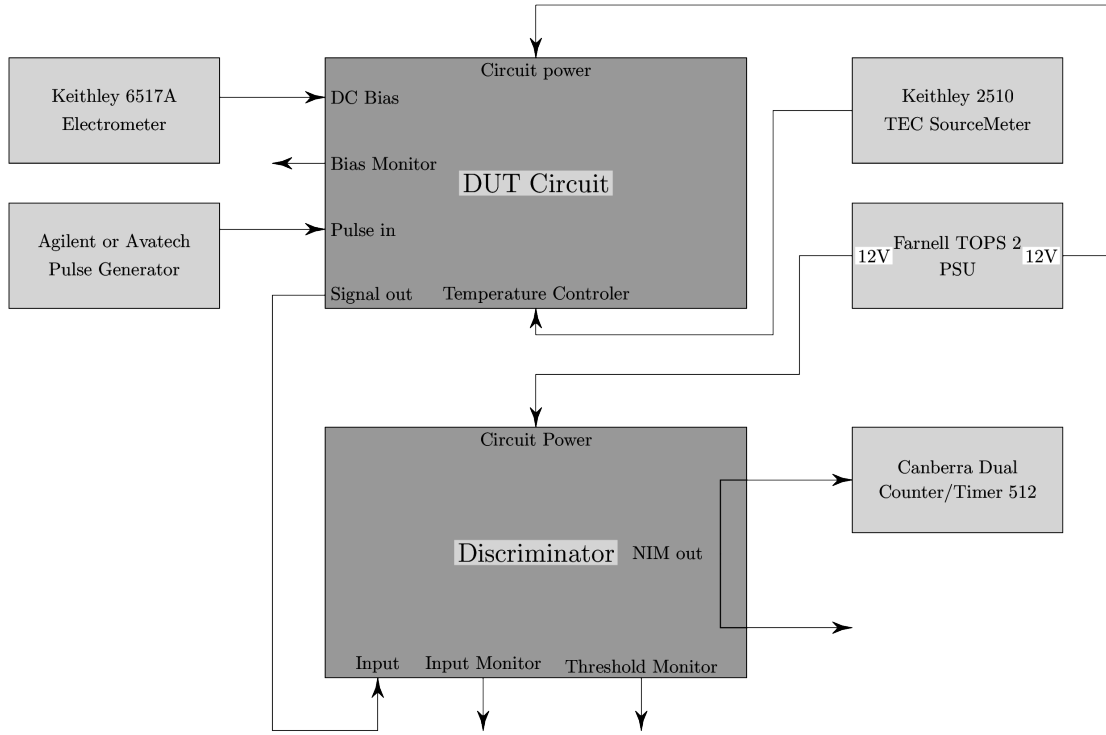 Circuit power
Keithley 6517A
Electrometer
DC Bias
Keithley 2510
TEC SourceMeter
Bias Monitor
DUT Circuit
Agilent or Avatech
Pulse Generator
Pulse in
Farnell TOPS 2
PSU
12V
12V
Signal out
Temperature Controler
Circuit Power
Canberra Dual
Counter/Timer 512
Discriminator
NIM out
Input
Input Monitor
Threshold Monitor